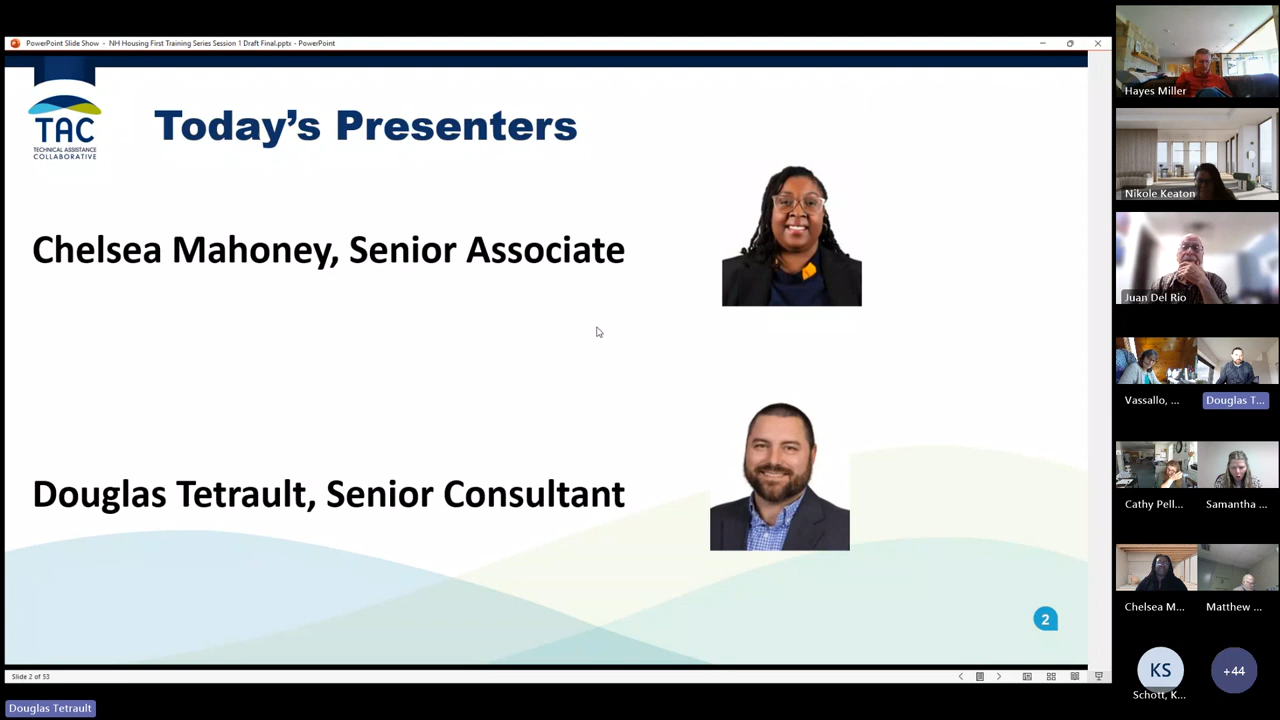 PowerPoint Slide Show - NH Housing First Training Series Session 1 Draft Final.pptx - PowerPoint
TAC
TECHNICAL ASSISTANCE
COLLABORATIVE
Today's Presenters
Chelsea Mahoney, Senior Associate
Douglas Tetrault, Senior Consultant
2
Slide 2 of 53
Douglas Tetrault
Hayes Miller
Nikole Keaton
Juan Del Rio
Vassallo, ...
Douglas T...
Cathy Pell...
Samantha ...
Chelsea M...
Matthew ...
KS
+44
Schott, K...